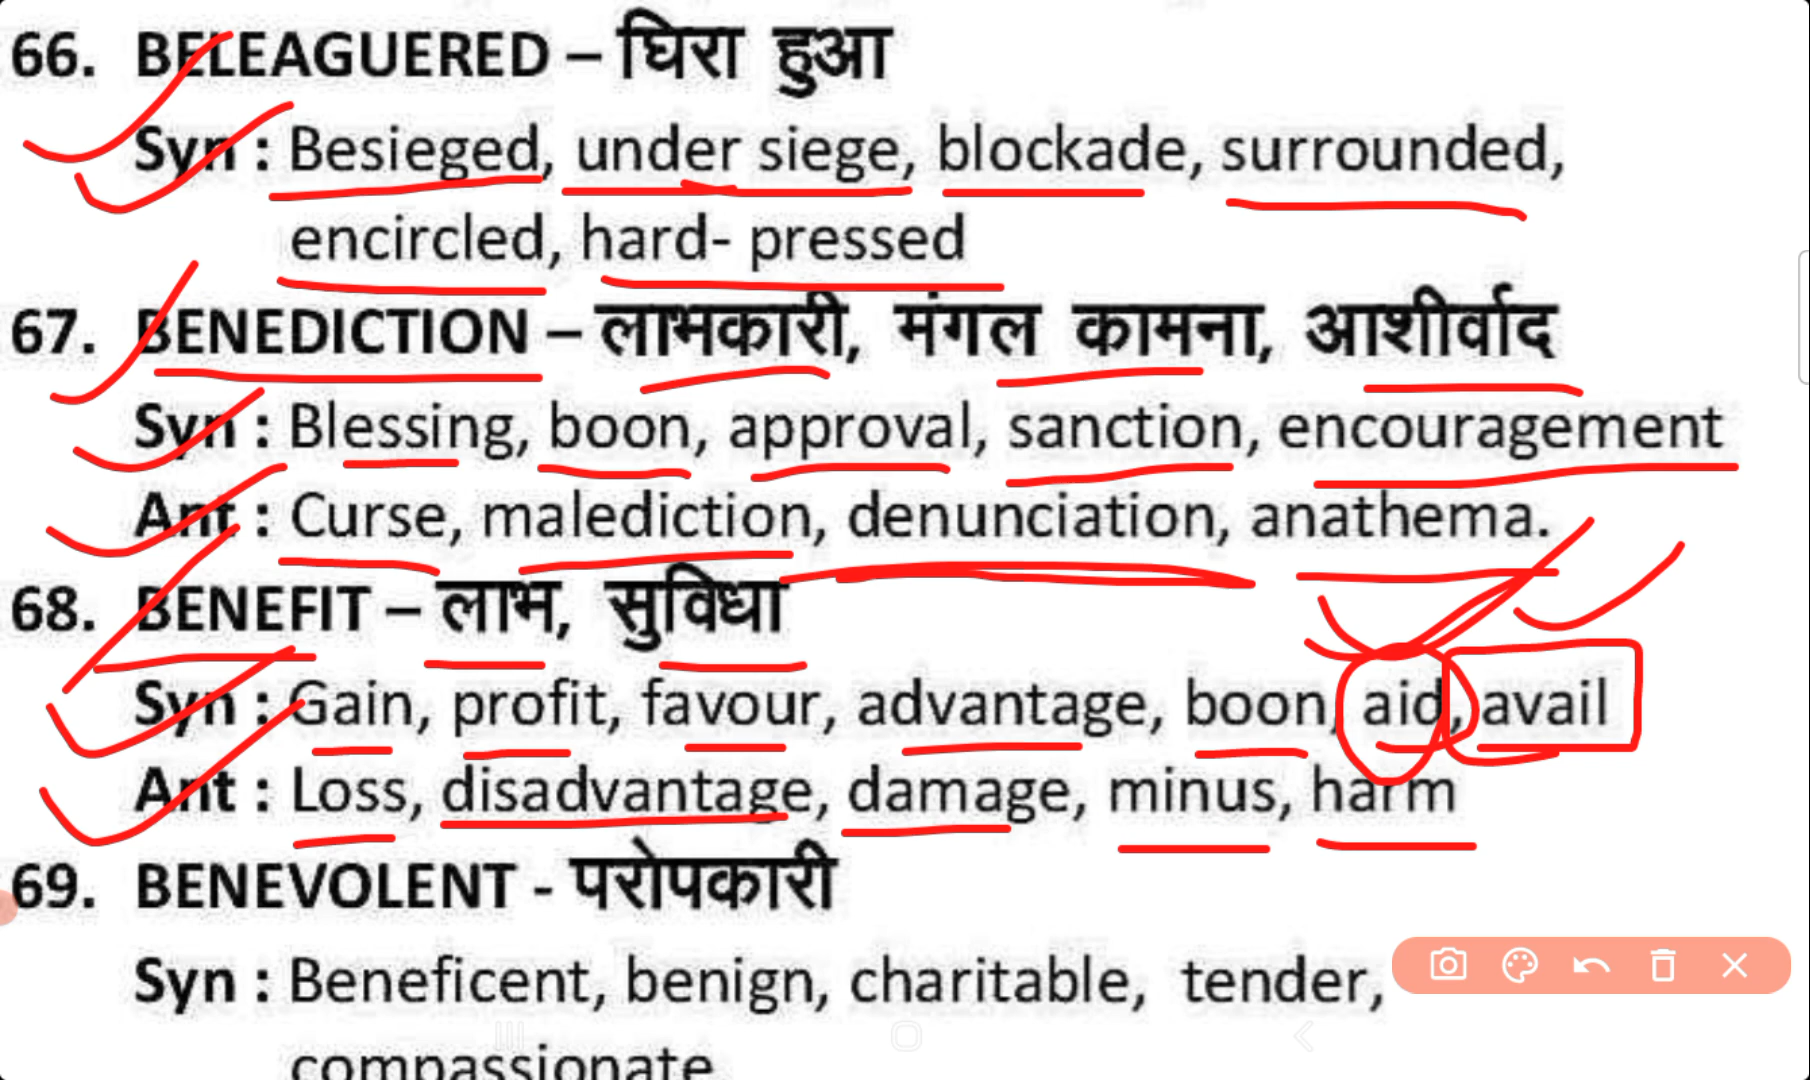 66. BELEAGUERED – घिरा हुआ
Syn : Besieged, under siege, blockade, surrounded,
encircled, hard- pressed
67. BENEDICTION – लाभकारी, मंगल कामना, आशीर्वाद
Syn : Blessing, boon, approval, sanction, encouragement
Ant : Curse, malediction, denunciation, anathema.
68. BENEFIT – लाभ, सुविधा
Syn : Gain, profit, favour, advantage, boon, aid, avail
Ant : Loss, disadvantage, damage, minus, harm
69. BENEVOLENT - परोपकारी
Syn : Beneficent, benign, charitable, tender,
compassionate